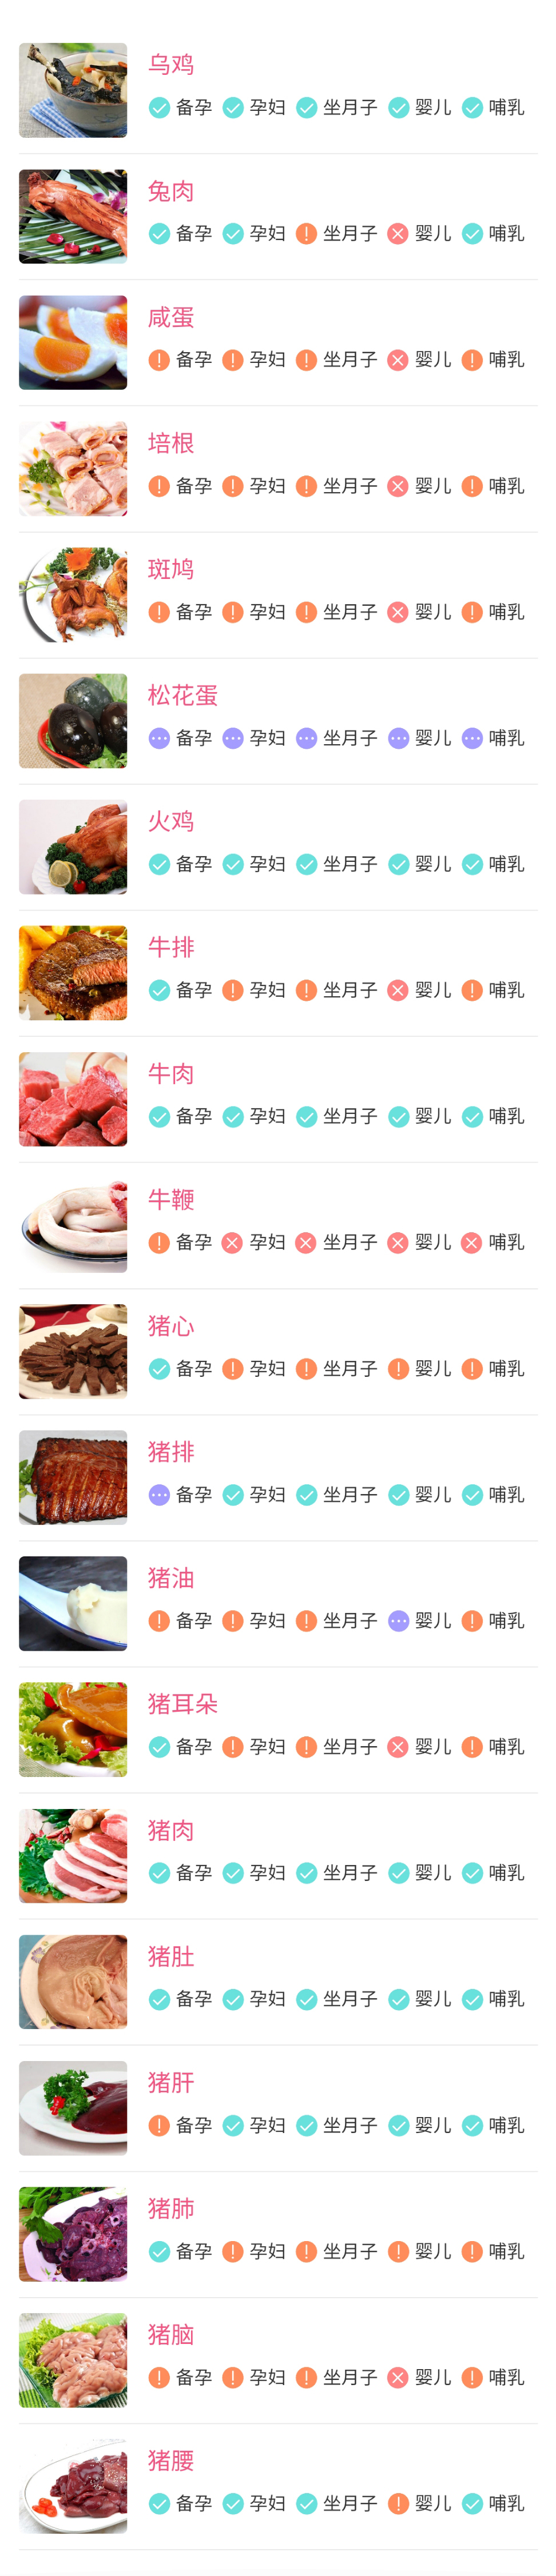 乌鸡
备孕 孕妇 坐月子 婴儿 哺乳
兔肉
备孕 孕妇 坐月子 婴儿 哺乳
咸蛋
备孕 孕妇 坐月子 婴儿 哺乳
培根
备孕 孕妇 坐月子 婴儿 哺乳
斑鸠
备孕 孕妇 坐月子 婴儿 哺乳
松花蛋
备孕 孕妇 坐月子 婴儿 哺乳
火鸡
备孕 孕妇 坐月子 婴儿 哺乳
牛排
备孕 孕妇 坐月子 婴儿 哺乳
牛肉
备孕 孕妇 坐月子 婴儿 哺乳
牛鞭
备孕 孕妇 坐月子 婴儿 哺乳
猪心
备孕 孕妇 坐月子 婴儿 哺乳
猪排
备孕 孕妇 坐月子 婴儿 哺乳
猪油
备孕 孕妇 坐月子 婴儿 哺乳
猪耳朵
备孕 孕妇 坐月子 婴儿 哺乳
猪肉
备孕 孕妇 坐月子 婴儿 哺乳
猪肚
备孕 孕妇 坐月子 婴儿 哺乳
猪肝
备孕 孕妇 坐月子 婴儿 哺乳
猪肺
备孕 孕妇 坐月子 婴儿 哺乳
猪脑
备孕 孕妇 坐月子 婴儿 哺乳
猪腰
备孕 孕妇 坐月子 婴儿 哺乳